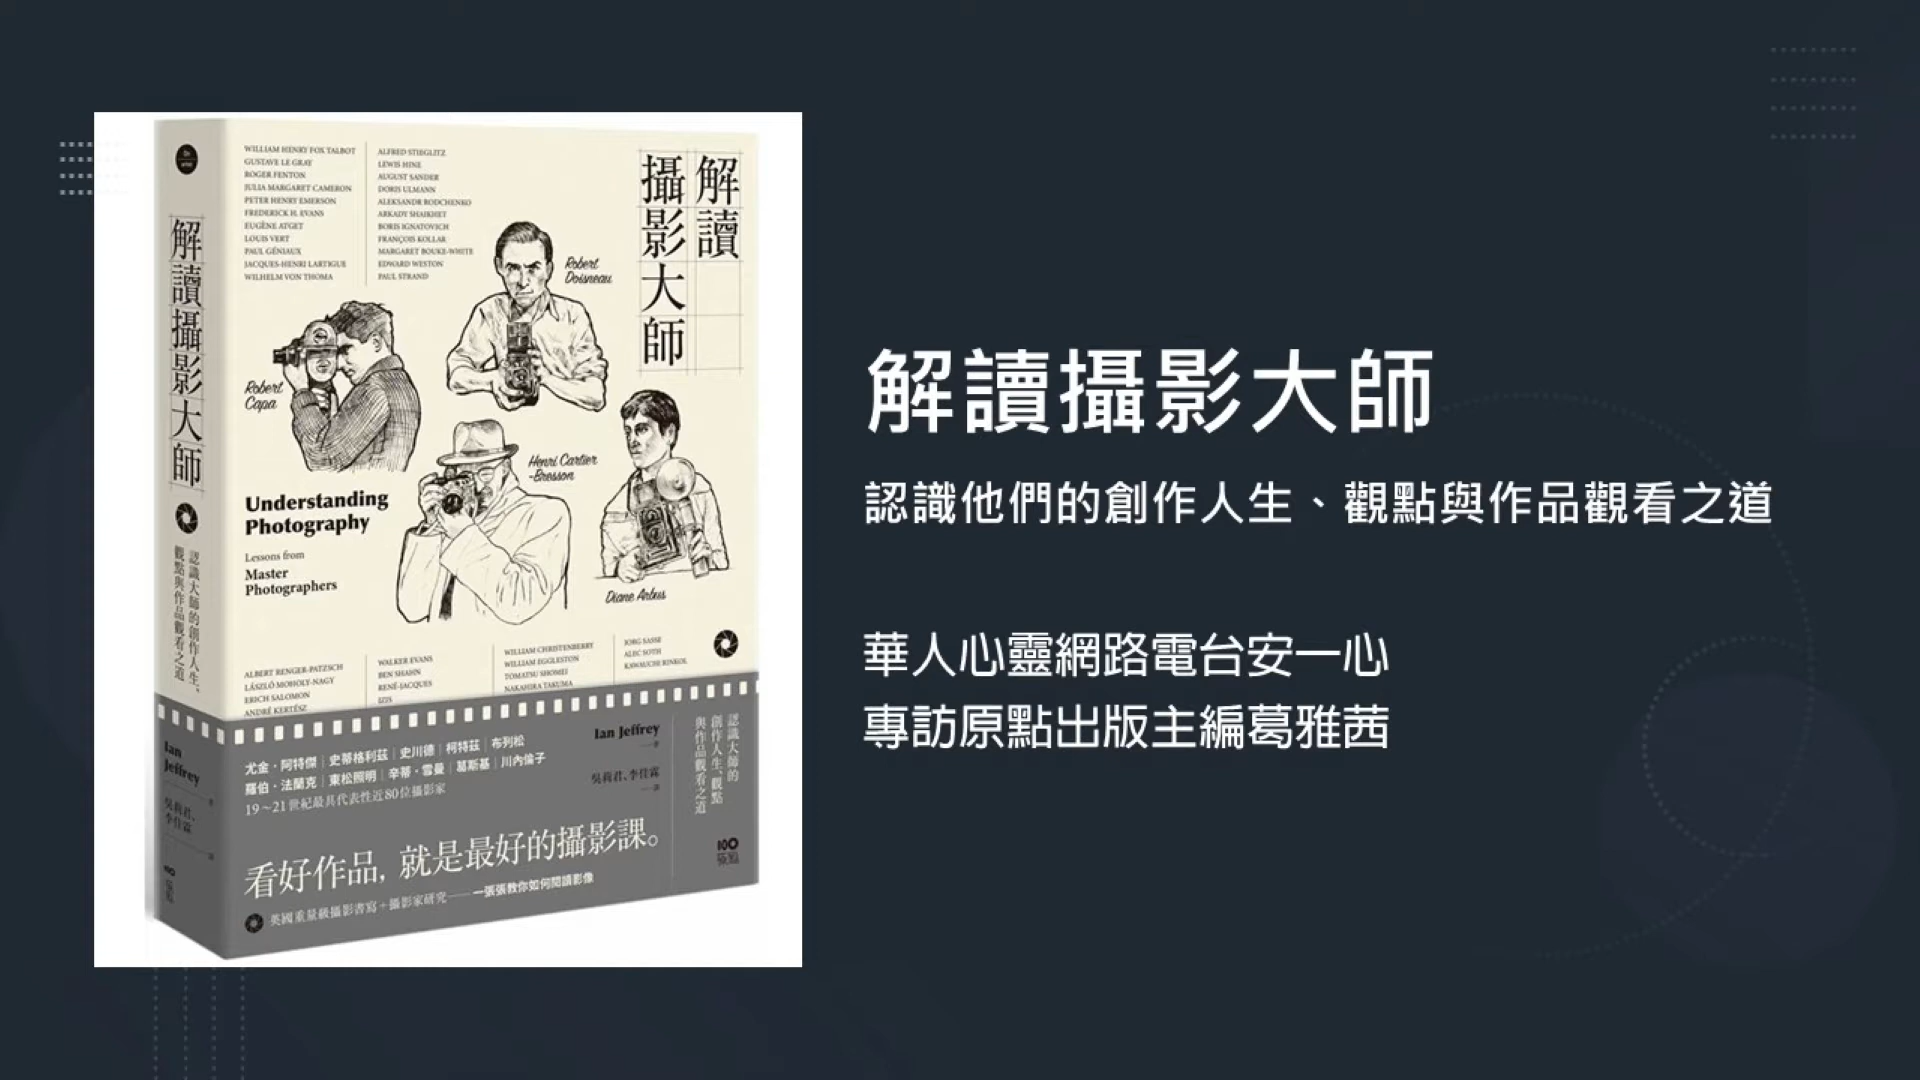 解讀攝影大師
認識大師的創作人生、
觀點與作品觀看之道
Ian
Jeffrey
吳莉君、
李佳霖
WILLIAM HENRY FOX TALBOT
GUSTAVE LE GRAY
ROGER FENTON
JULIA MARGARET CAMERON
PETER HENRY EMERSON
FREDERICK H. EVANS
EUGÈNE ATGET
LOUIS VERT
PAUL GÉNIAUX
JACQUES-HENRI LARTIGUE
WILHELM VON THOMA
ALFRED STIEGLITZ
LEWIS HINE
AUGUST SANDER
DORIS ULMANN
ALEKSANDR RODCHENKO
ARKADY SHAIKHET
BORIS IGNATOVICH
FRANÇOIS KOLLAR
MARGARET BOUKE-WHITE
EDWARD WESTON
PAUL STRAND
解讀
攝影大師
Robert
Doisneau
Robert
Capa
Henri Cartier
-Bresson
Diane Arbus
Understanding
Photography
Lessons from
Master
Photographers
ALBERT RENGER-PATZSCH
LÁSZLÓ MOHOLY-NAGY
ERICH SALOMON
ANDRÉ KERTÉSZ
WALKER EVANS
BEN SHAHN
RENÉ-JACQUES
IZIS
WILLIAM CHRISTENBERRY
WILLIAM EGGLESTON
TOMATSU SHOMEI
NAKAHIRA TAKUMA
JORG SASSE
ALEC SOTH
KAWAUCHI RINKOL
尤金·阿特傑｜史蒂格利茲｜史川德｜柯特茲｜布列松
羅伯·法蘭克｜東松照明｜辛蒂·雪曼｜葛斯基｜川內倫子
19～21世紀最具代表性近80位攝影家
Ian Jeffrey
吳莉君、李佳霖
認識大師的
創作人生、觀點
與作品觀看之道
看好作品，就是最好的攝影課。
英國重量級攝影書寫+攝影家研究——一張張教你如何閱讀影像
解讀攝影大師
認識他們的創作人生、觀點與作品觀看之道
華人心靈網路電台安一心
專訪原點出版主編葛雅茜